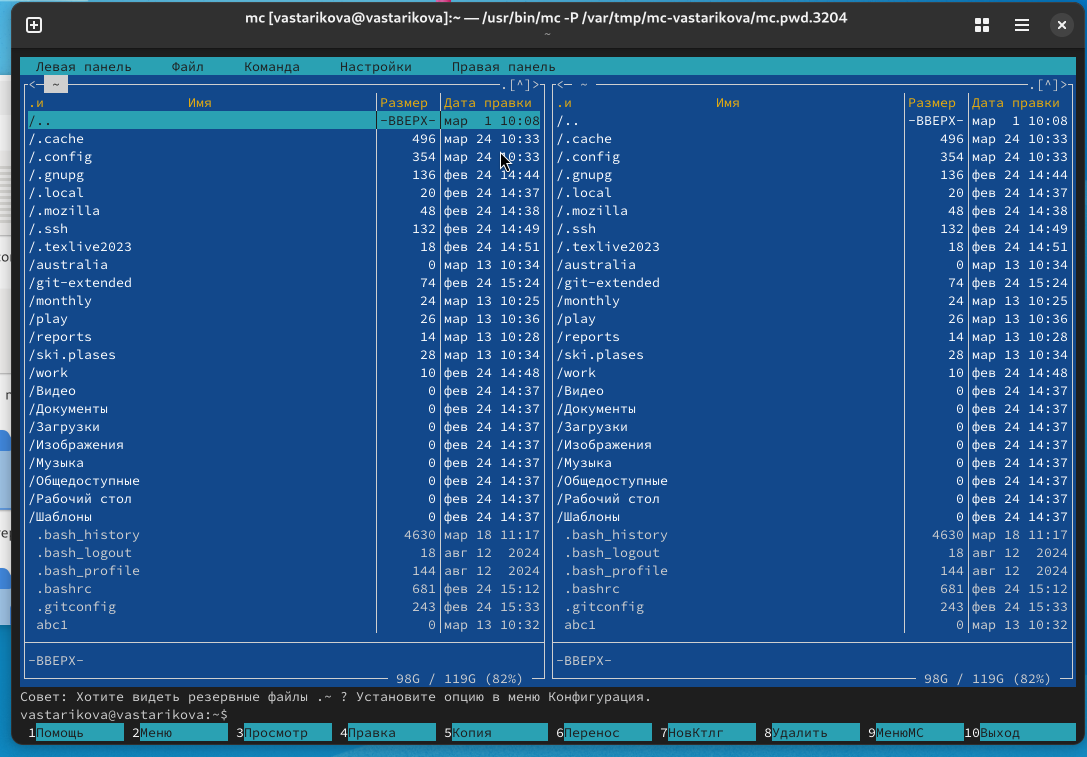 mc [vastarikova@vastarikova]:~ — /usr/bin/mc -P /var/tmp/mc-vastarikova/mc.pwd.3204
~
Левая панель Файл Команда Настройки Правая панель
<- ~ .[^]> <- ~ .[^]>
.и Имя Размер Дата правки .и Имя Размер Дата правки
/.. -ВВЕРХ- мар 1 10:08 /.. -ВВЕРХ- мар 1 10:08
/.cache 496 мар 24 10:33 /.cache 496 мар 24 10:33
/.config 354 мар 24 10:33 /.config 354 мар 24 10:33
/.gnupg 136 фев 24 14:44 /.gnupg 136 фев 24 14:44
/.local 20 фев 24 14:37 /.local 20 фев 24 14:37
/.mozilla 48 фев 24 14:38 /.mozilla 48 фев 24 14:38
/.ssh 132 фев 24 14:49 /.ssh 132 фев 24 14:49
/.texlive2023 18 фев 24 14:51 /.texlive2023 18 фев 24 14:51
/australia 0 мар 13 10:34 /australia 0 мар 13 10:34
/git-extended 74 фев 24 15:24 /git-extended 74 фев 24 15:24
/monthly 24 мар 13 10:25 /monthly 24 мар 13 10:25
/play 26 мар 13 10:36 /play 26 мар 13 10:36
/reports 14 мар 13 10:28 /reports 14 мар 13 10:28
/ski.plases 28 мар 13 10:34 /ski.plases 28 мар 13 10:34
/work 10 фев 24 14:48 /work 10 фев 24 14:48
/Видео 0 фев 24 14:37 /Видео 0 фев 24 14:37
/Документы 0 фев 24 14:37 /Документы 0 фев 24 14:37
/Загрузки 0 фев 24 14:37 /Загрузки 0 фев 24 14:37
/Изображения 0 фев 24 14:37 /Изображения 0 фев 24 14:37
/Музыка 0 фев 24 14:37 /Музыка 0 фев 24 14:37
/Общедоступные 0 фев 24 14:37 /Общедоступные 0 фев 24 14:37
/Рабочий стол 0 фев 24 14:37 /Рабочий стол 0 фев 24 14:37
/Шаблоны 0 фев 24 14:37 /Шаблоны 0 фев 24 14:37
.bash_history 4630 мар 18 11:17 .bash_history 4630 мар 18 11:17
.bash_logout 18 авг 12 2024 .bash_logout 18 авг 12 2024
.bash_profile 144 авг 12 2024 .bash_profile 144 авг 12 2024
.bashrc 681 фев 24 15:12 .bashrc 681 фев 24 15:12
.gitconfig 243 фев 24 15:33 .gitconfig 243 фев 24 15:33
abc1 0 мар 13 10:32 abc1 0 мар 13 10:32
-ВВЕРХ- -ВВЕРХ-
98G / 119G (82%) 98G / 119G (82%)
Совет: Хотите видеть резервные файлы .~ ? Установите опцию в меню Конфигурация.
vastarikova@vastarikova:~$
1Помощь 2Меню 3Просмотр 4Правка 5Копия 6Перенос 7НовКтлг 8Удалить 9МенюМС 10Выход